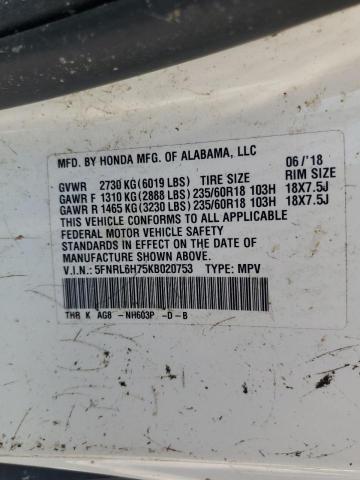 MFD. BY HONDA MFG. OF ALABAMA, LLC 06/'18
GVWR 2730 KG(6019 LBS) TIRE SIZE RIM SIZE
GAWR F 1310 KG(2888 LBS) 235/60R18 103H 18X7.5J
GAWR R 1465 KG(3230 LBS) 235/60R18 103H 18X7.5J
THIS VEHICLE CONFORMS TO ALL APPLICABLE
FEDERAL MOTOR VEHICLE SAFETY
STANDARDS IN EFFECT ON THE DATE OF
MANUFACTURE SHOWN ABOVE.
V.I.N.: 5FNRL6H75KB020753 TYPE: MPV
THR K AG8 -NH603P -D-B